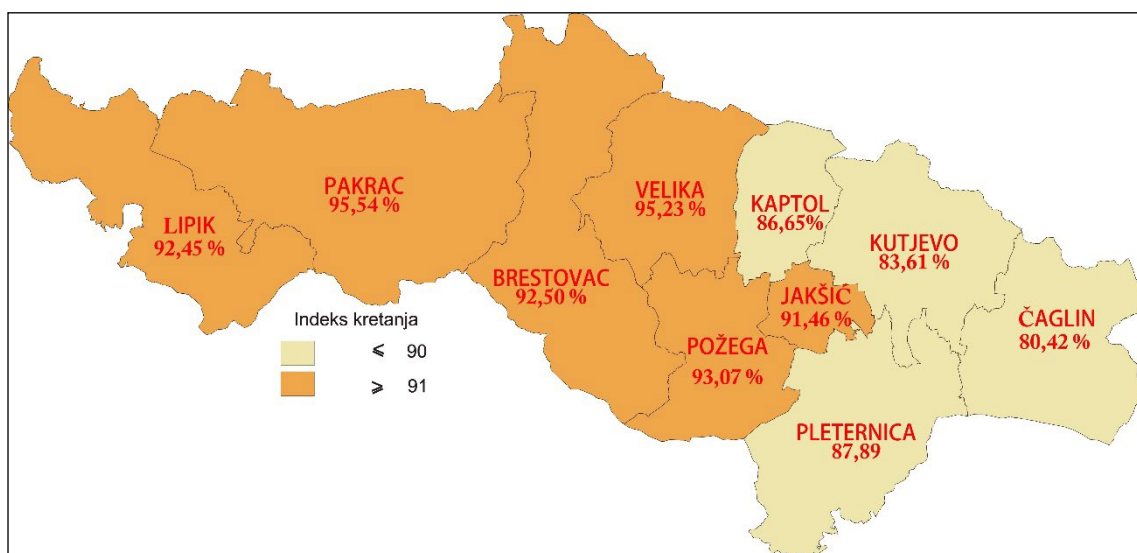 PAKRAC
95,54 %
VELIKA
95,23 %
KAPTOL
86,65%
LIPIK
92,45 %
KUTJEVO
83,61 %
BRESTOVAC
92,50 %
JAKŠIĆ
91,46 %
ČAGLIN
80,42 %
POŽEGA
93,07 %
PLETERNICA
87,89
Indeks kretanja
⩽ 90
⩾ 91